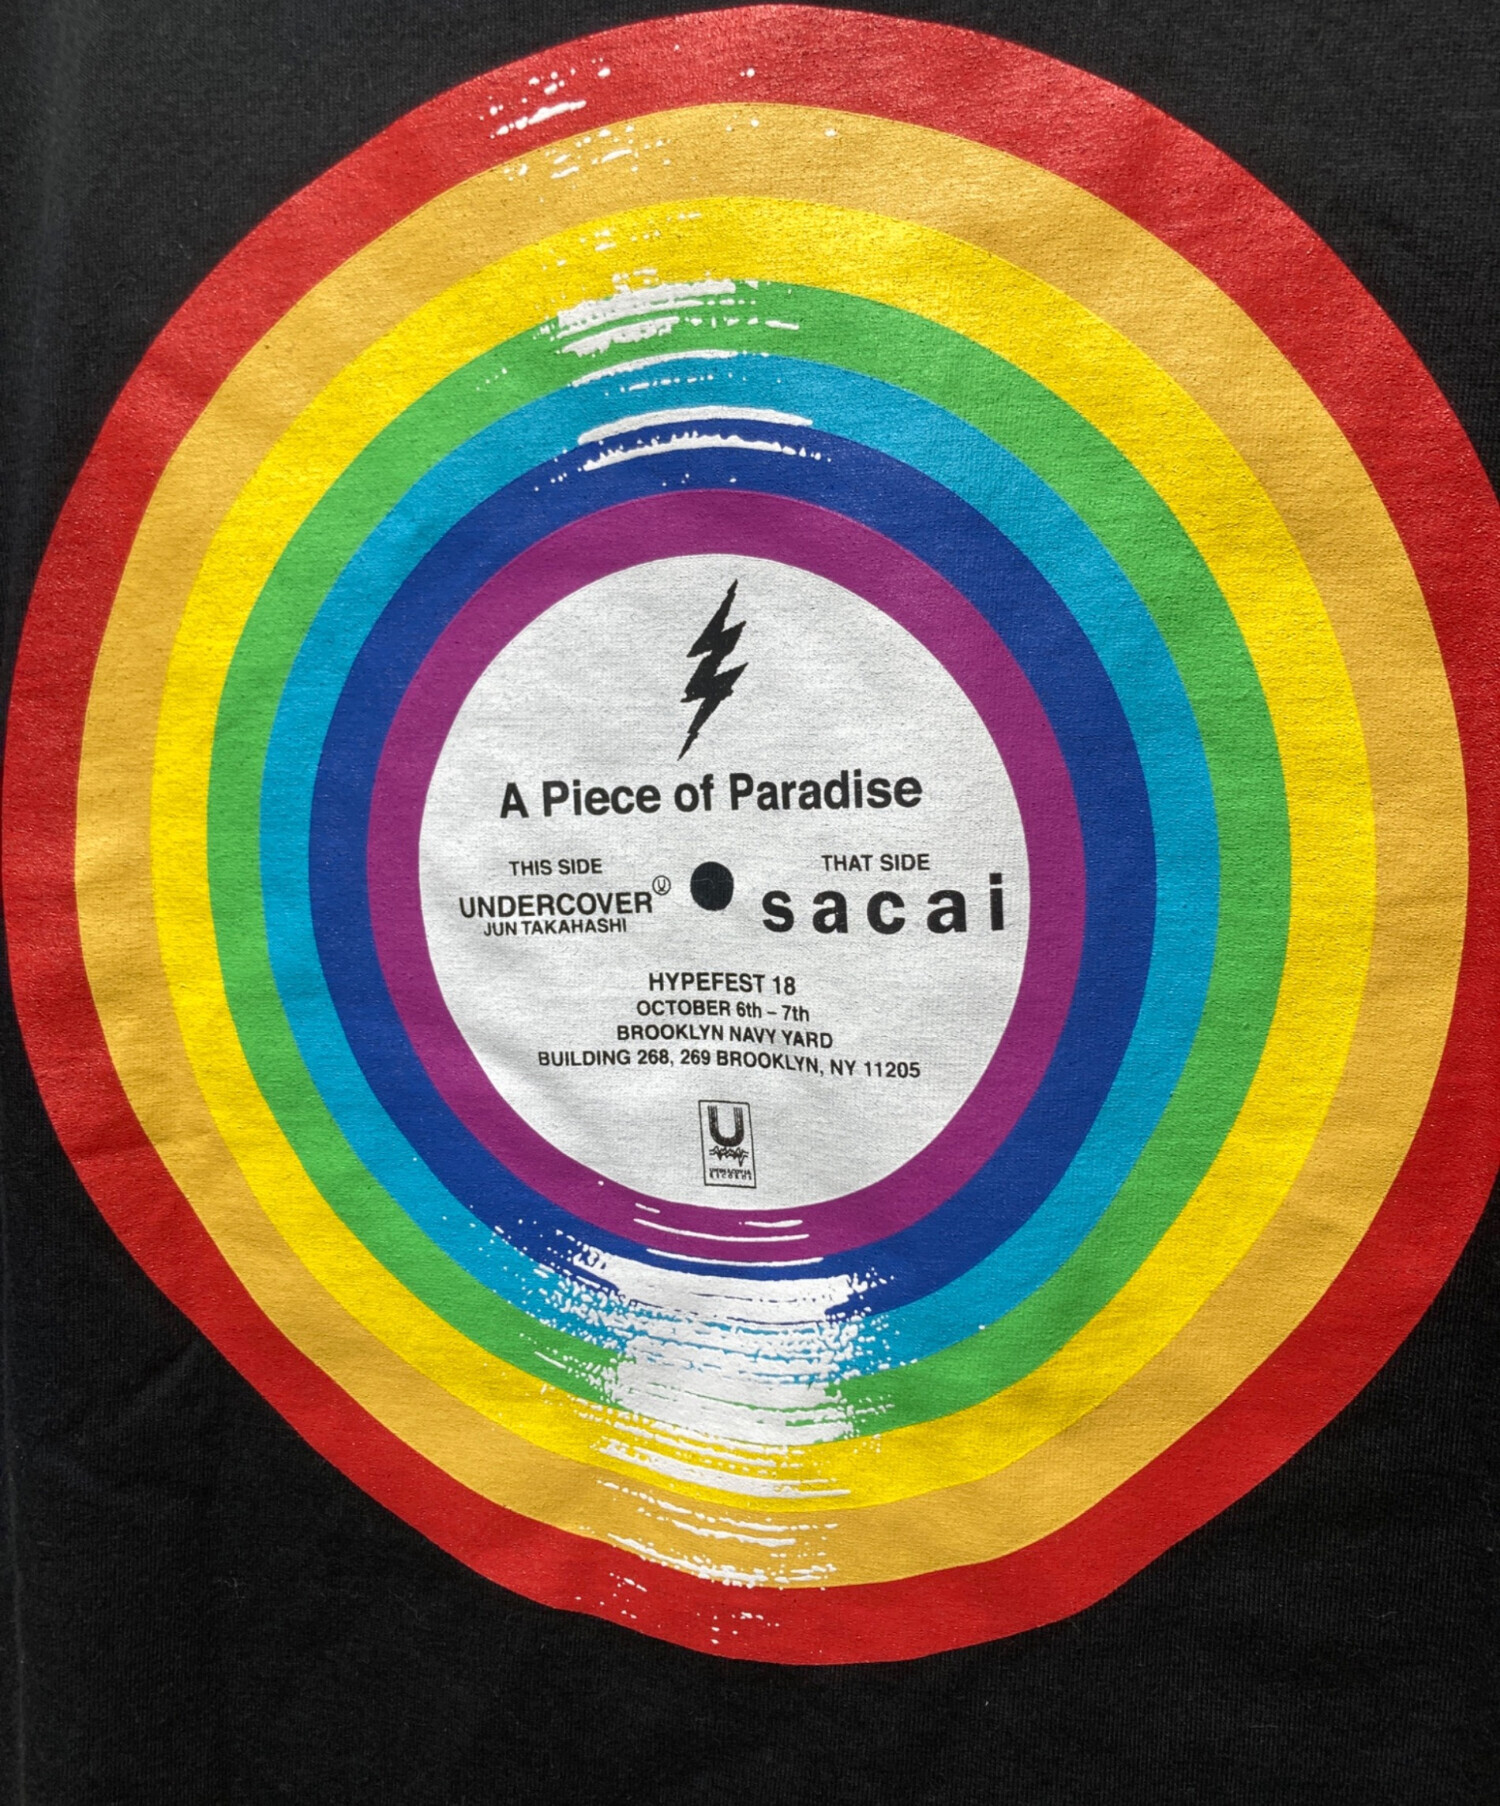 A Piece of Paradise
THIS SIDE
UNDERCOVER Ⓤ
JUN TAKAHASHI
THAT SIDE
sacai
HYPEFEST 18
OCTOBER 6th – 7th
BROOKLYN NAVY YARD
BUILDING 268, 269 BROOKLYN, NY 11205
U